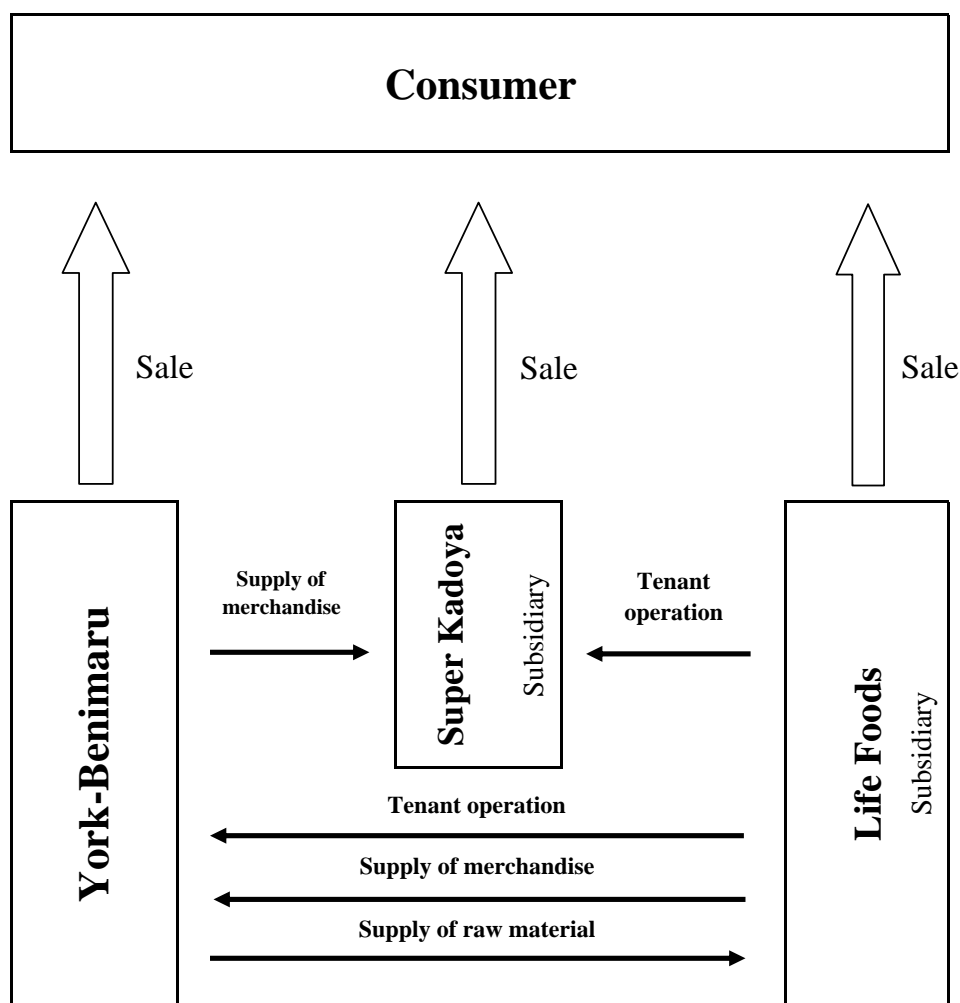 Consumer
Sale
Sale
Sale
York-Benimaru
Supply of
merchandise
Super Kadoya
Subsidiary
Tenant
operation
Life Foods
Subsidiary
Tenant operation
Supply of merchandise
Supply of raw material